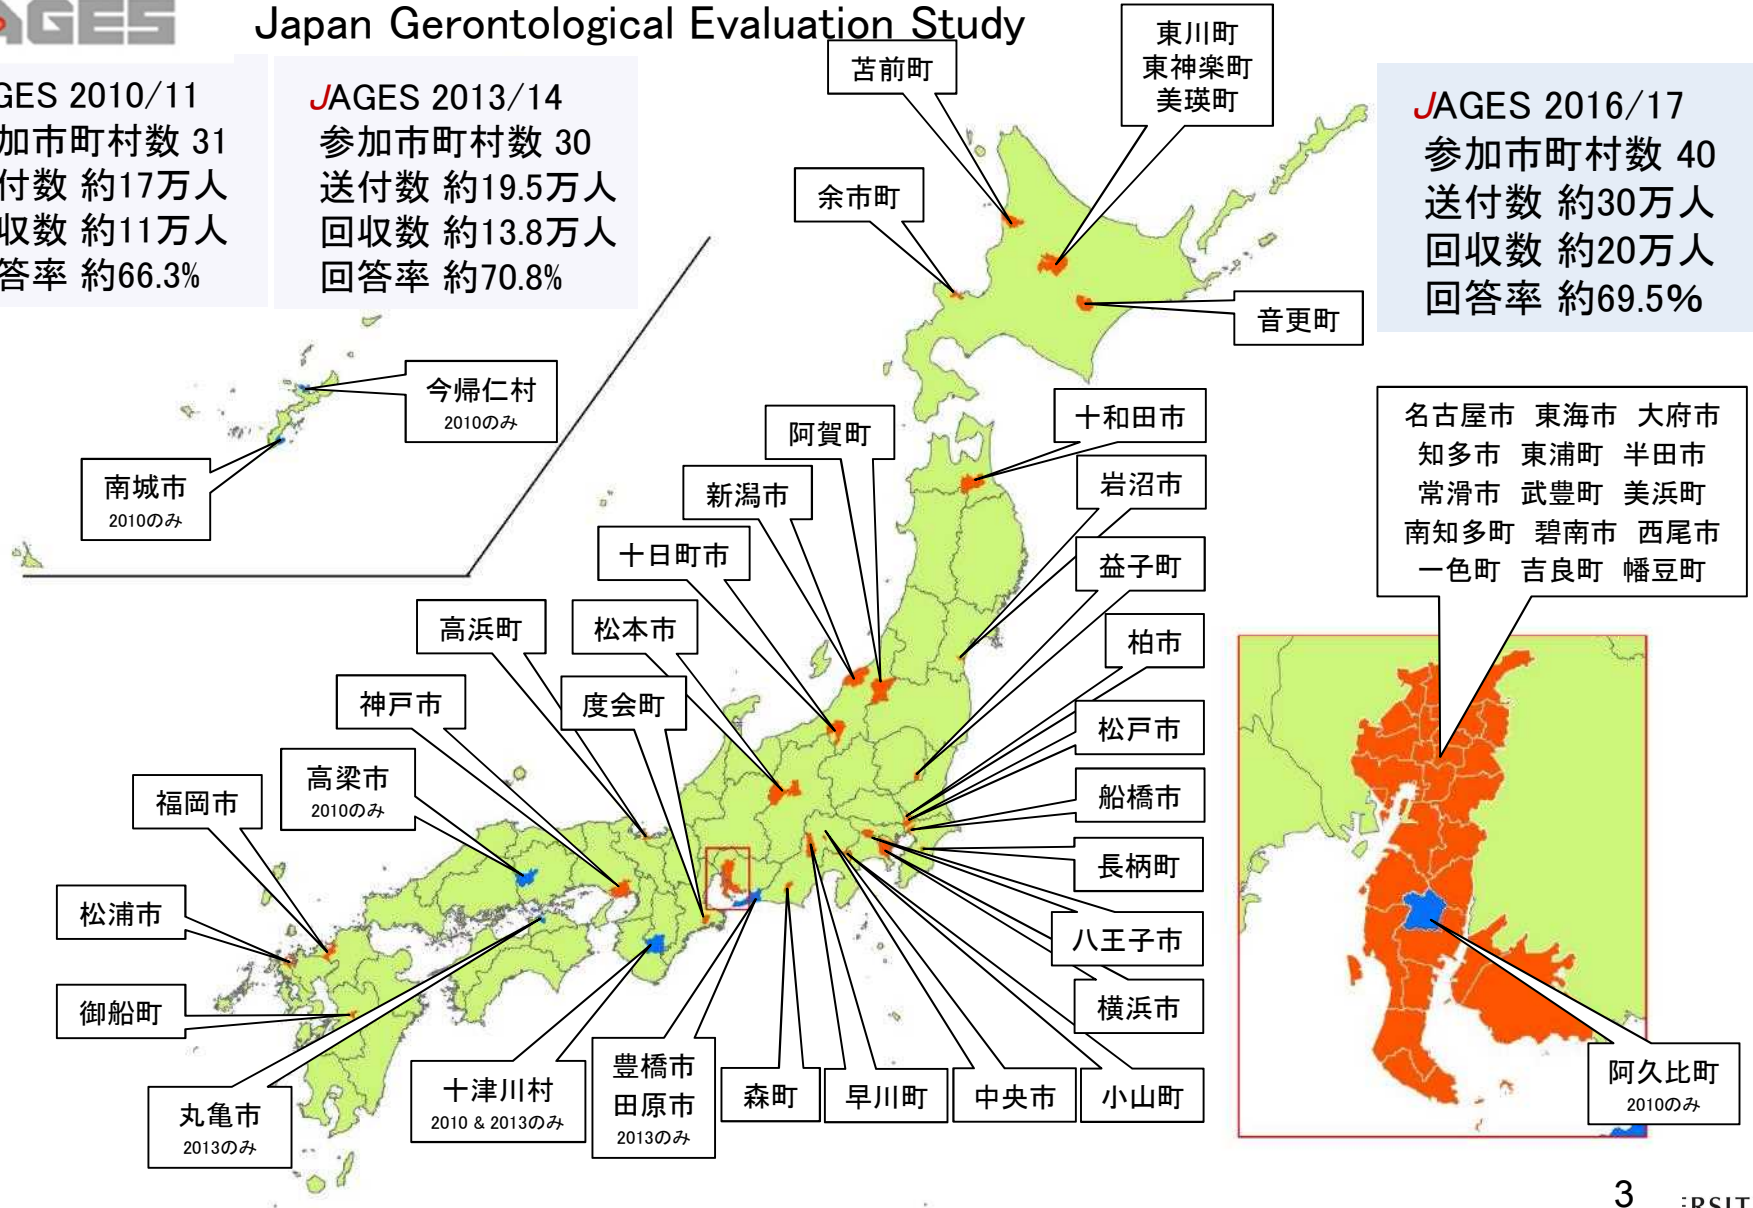 AGES
Japan Gerontological Evaluation Study
GES 2010/11
加市町村数 31
付数 約17万人
収数 約11万人
答率 約66.3%
JAGES 2013/14
参加市町村数 30
送付数 約19.5万人
回収数 約13.8万人
回答率 約70.8%
JAGES 2016/17
参加市町村数 40
送付数 約30万人
回収数 約20万人
回答率 約69.5%
苫前町
東川町
東神楽町
美瑛町
余市町
音更町
今帰仁村
2010のみ
南城市
2010のみ
十和田市
阿賀町
新潟市
十日町市
岩沼市
益子町
高浜町
松本市
柏市
神戸市
度会町
松戸市
高梁市
2010のみ
福岡市
船橋市
長柄町
松浦市
八王子市
御船町
横浜市
丸亀市
2013のみ
十津川村
2010 & 2013のみ
豊橋市
田原市
2013のみ
森町
早川町
中央市
小山町
名古屋市 東海市 大府市
知多市 東浦町 半田市
常滑市 武豊町 美浜町
南知多町 碧南市 西尾市
一色町 吉良町 幡豆町
阿久比町
2010のみ
3
ERSIT